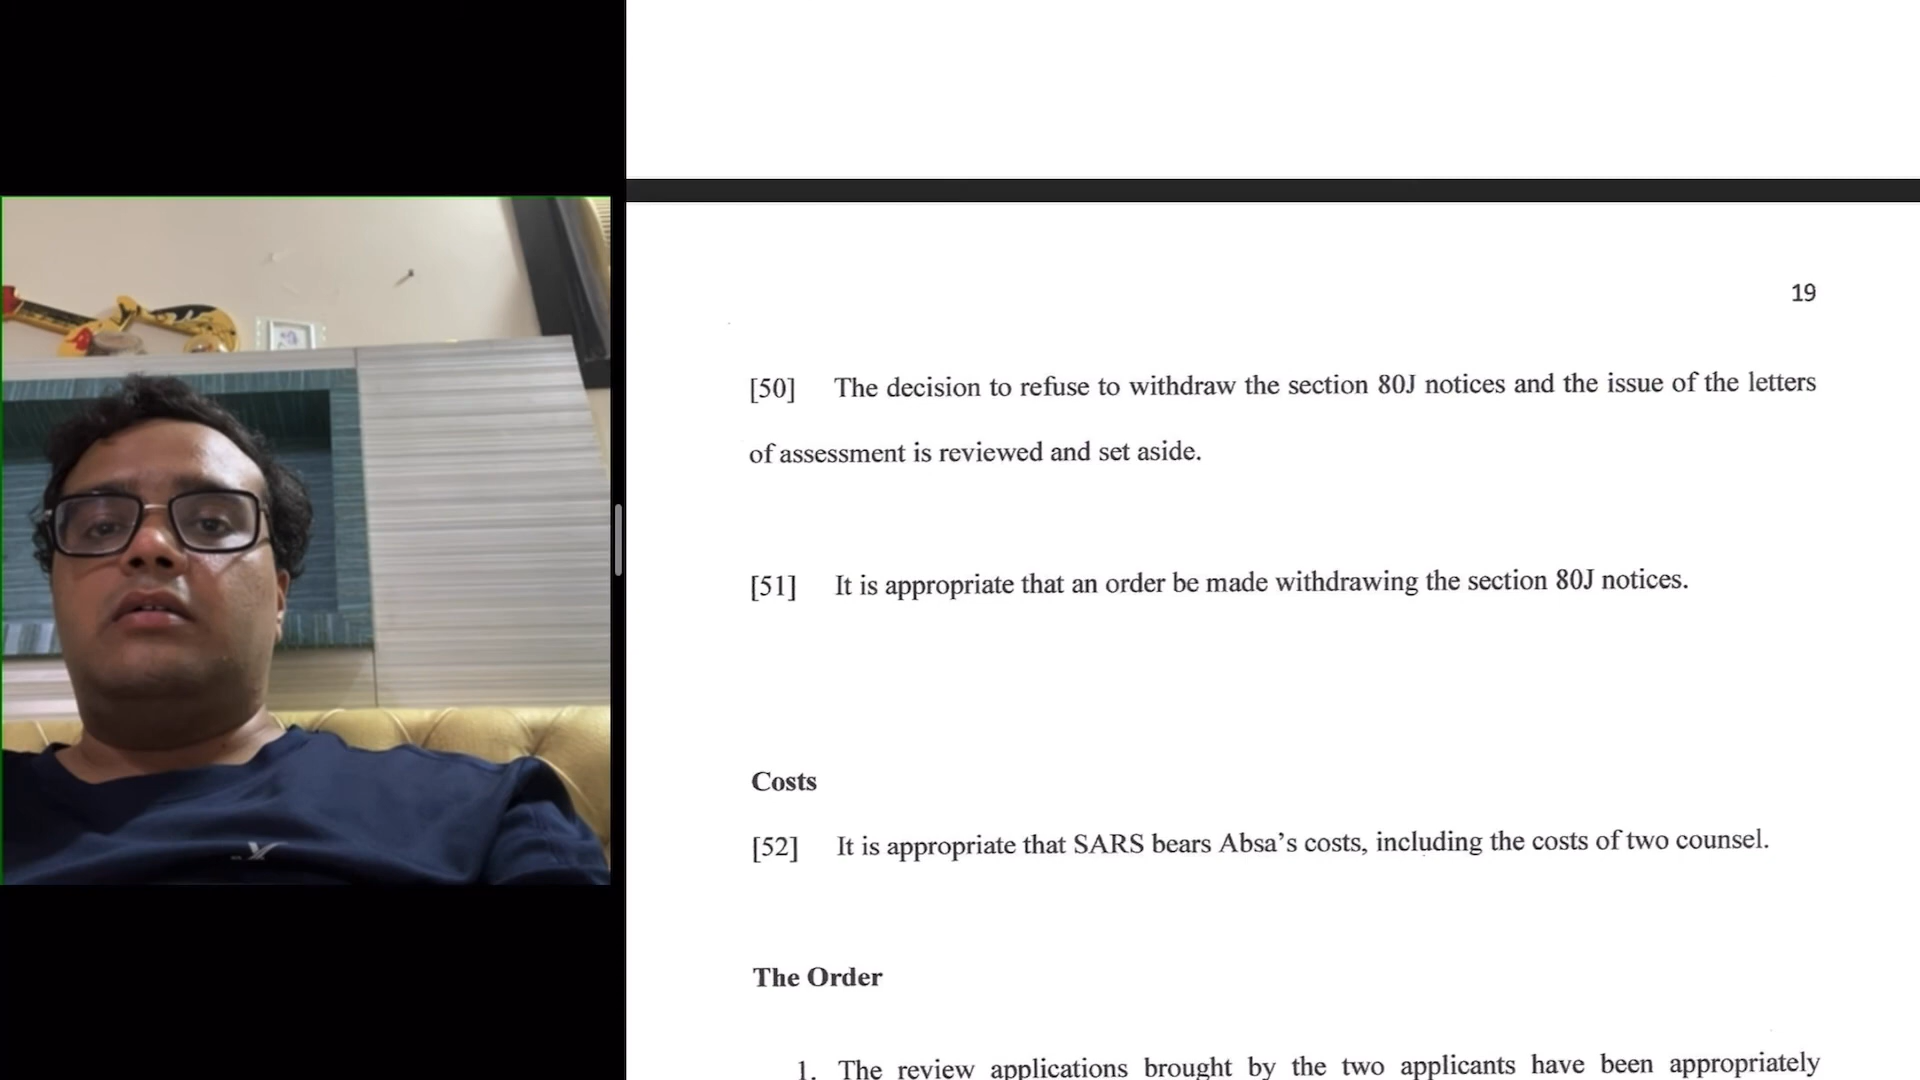 19
[50] The decision to refuse to withdraw the section 80J notices and the issue of the letters
of assessment is reviewed and set aside.
[51] It is appropriate that an order be made withdrawing the section 80J notices.
Costs
[52] It is appropriate that SARS bears Absa’s costs, including the costs of two counsel.
The Order
1. The review applications brought by the two applicants have been appropriately